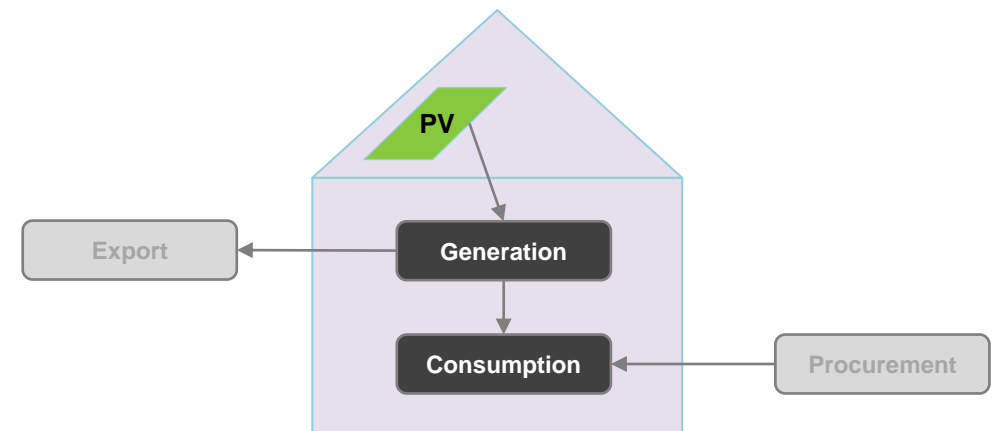 PV
Export
Generation
Consumption
Procurement